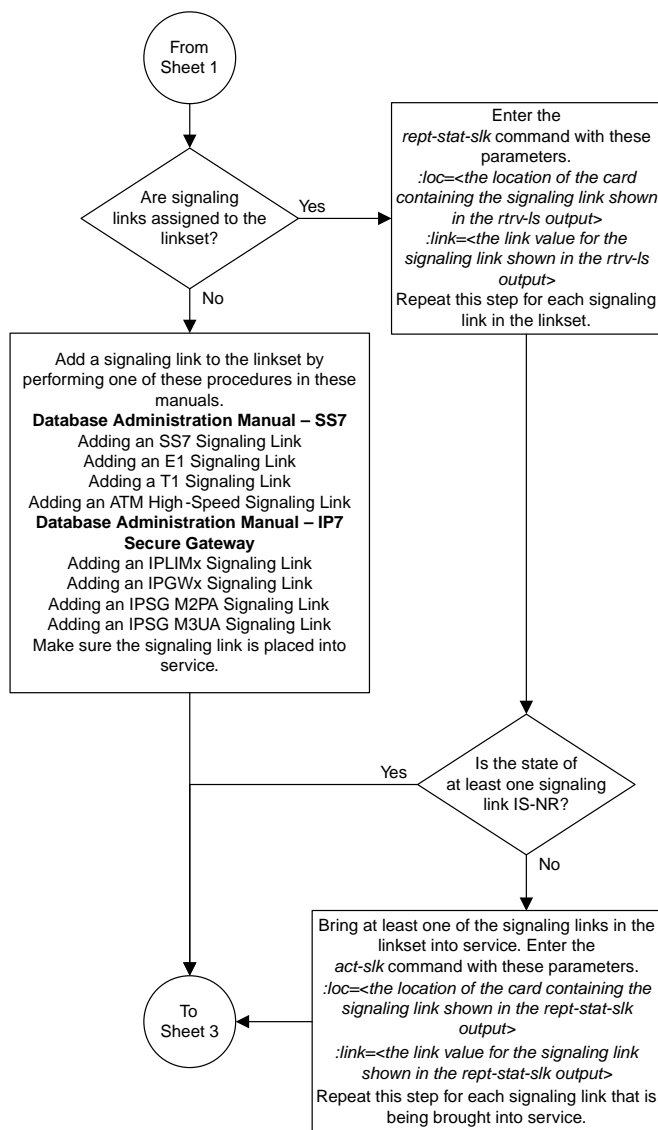 From
Sheet 1
Are signaling
links assigned to the
linkset?
Yes
No
Enter the
rept-stat-slk command with these
parameters.
:loc=<the location of the card
containing the signaling link shown
in the rtrv-ls output>
:link=<the link value for the
signaling link shown in the rtrv-ls
output>
Repeat this step for each signaling
link in the linkset.
Add a signaling link to the linkset by
performing one of these procedures in these
manuals.
Database Administration Manual – SS7
Adding an SS7 Signaling Link
Adding an E1 Signaling Link
Adding a T1 Signaling Link
Adding an ATM High-Speed Signaling Link
Database Administration Manual – IP7
Secure Gateway
Adding an IPLIMx Signaling Link
Adding an IPGWx Signaling Link
Adding an IPSG M2PA Signaling Link
Adding an IPSG M3UA Signaling Link
Make sure the signaling link is placed into
service.
Is the state of
at least one signaling
link IS-NR?
Yes
No
Bring at least one of the signaling links in the
linkset into service. Enter the
act-slk command with these parameters.
:loc=<the location of the card containing the
signaling link shown in the rept-stat-slk
output>
:link=<the link value for the signaling link
shown in the rept-stat-slk output>
Repeat this step for each signaling link that is
being brought into service.
To
Sheet 3